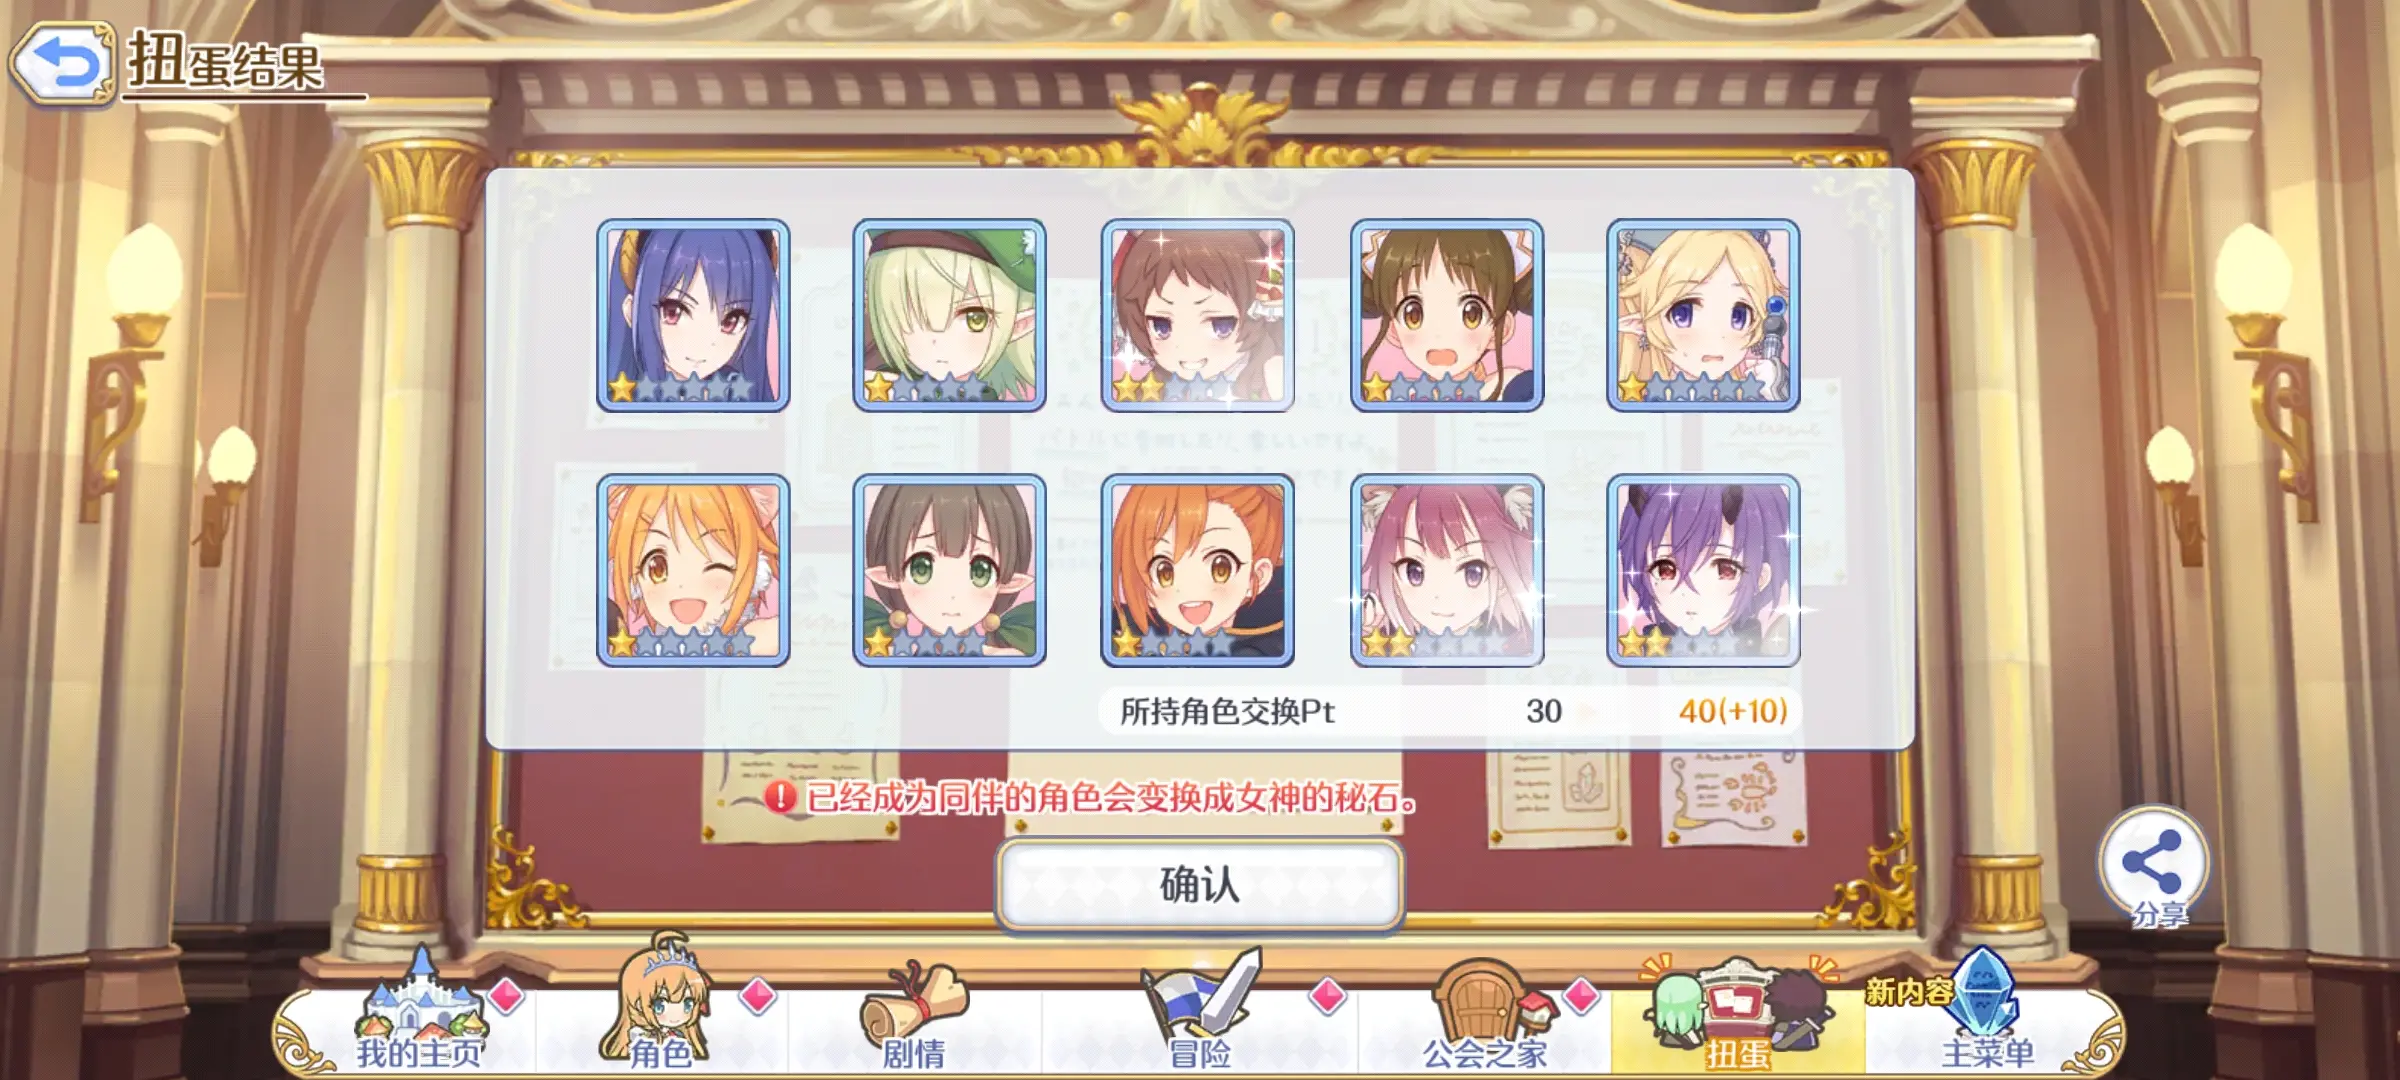 扭蛋结果
所持角色交换Pt 30 40(+10)
已经成为同伴的角色会变换成女神的秘石。
确认
分享
新内容
我的主页 角色 剧情 冒险 公会之家 扭蛋 主菜单